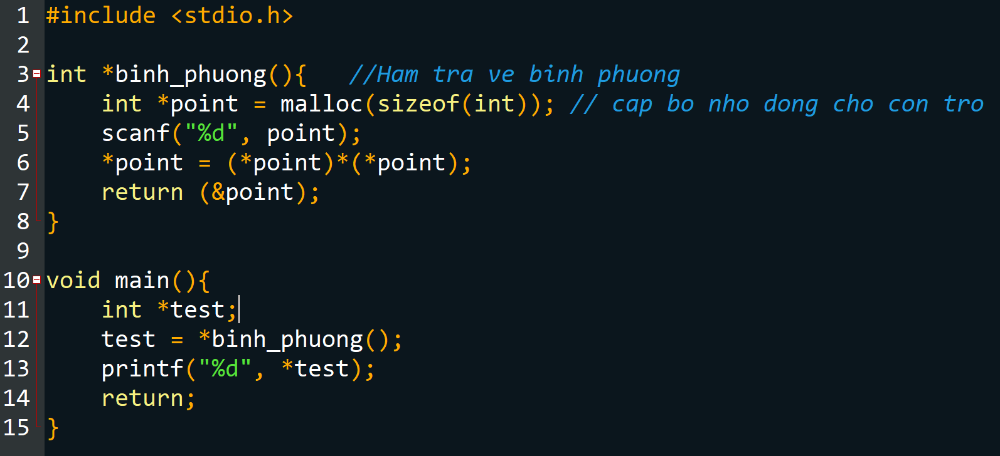 1 #include <stdio.h>
2
3 int *binh_phuong(){   //Ham tra ve binh phuong
4     int *point = malloc(sizeof(int)); // cap bo nho dong cho con tro
5     scanf("%d", point);
6     *point = (*point)*(*point);
7     return (&point);
8 }
9
10 void main(){
11     int *test;
12     test = *binh_phuong();
13     printf("%d", *test);
14     return;
15 }